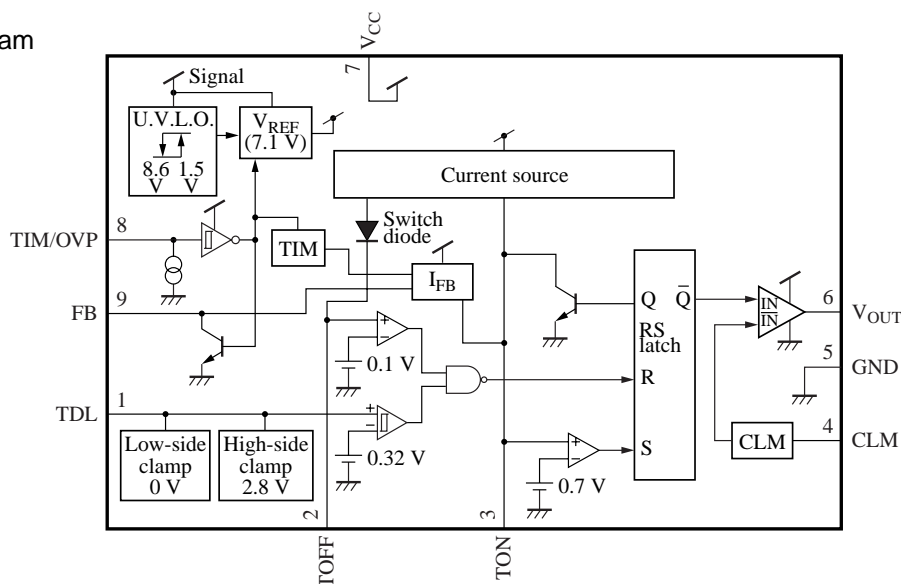 am
VCC
7
Signal
U.V.L.O.
8.6 V
1.5 V
VREF
(7.1 V)
Current source
TIM/OVP
8
TIM
Switch
diode
IFB
FB
9
0.1 V
TDL
1
Low-side
clamp
0 V
High-side
clamp
2.8 V
0.32 V
0.7 V
Q
Q̅
RS
latch
R
S
IN
I̅N̅
6
VOUT
5
GND
4
CLM
CLM
2
TOFF
3
TON
+
−
+
−
+
−